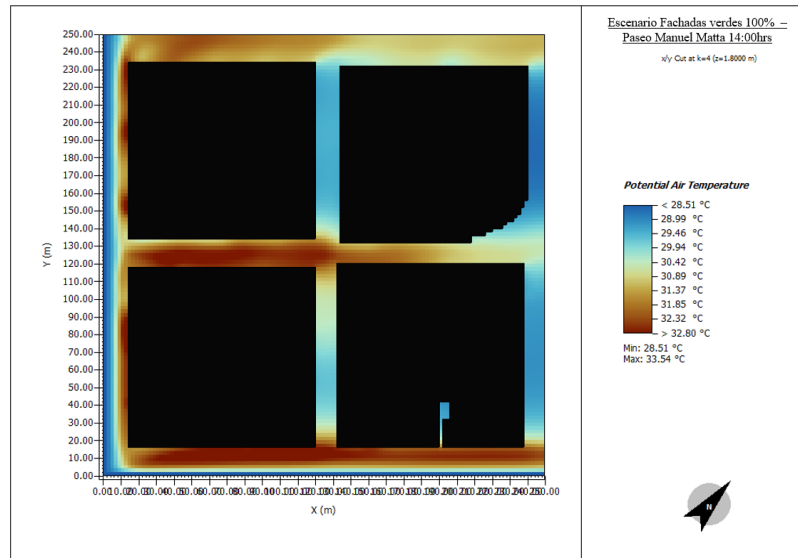 Escenario Fachadas verdes 100% –
Paseo Manuel Matta 14:00hrs
x/y Cut at k=4 (z=1.8000 m)
250.00
240.00
230.00
220.00
210.00
200.00
190.00
180.00
170.00
160.00
150.00
140.00
130.00
120.00
110.00
100.00
90.00
80.00
70.00
60.00
50.00
40.00
30.00
20.00
10.00
0.00
Y (m)
X (m)
Potential Air Temperature
< 28.51 °C
28.99 °C
29.46 °C
29.94 °C
30.42 °C
30.89 °C
31.37 °C
31.85 °C
32.32 °C
> 32.80 °C
Min: 28.51 °C
Max: 33.54 °C
N